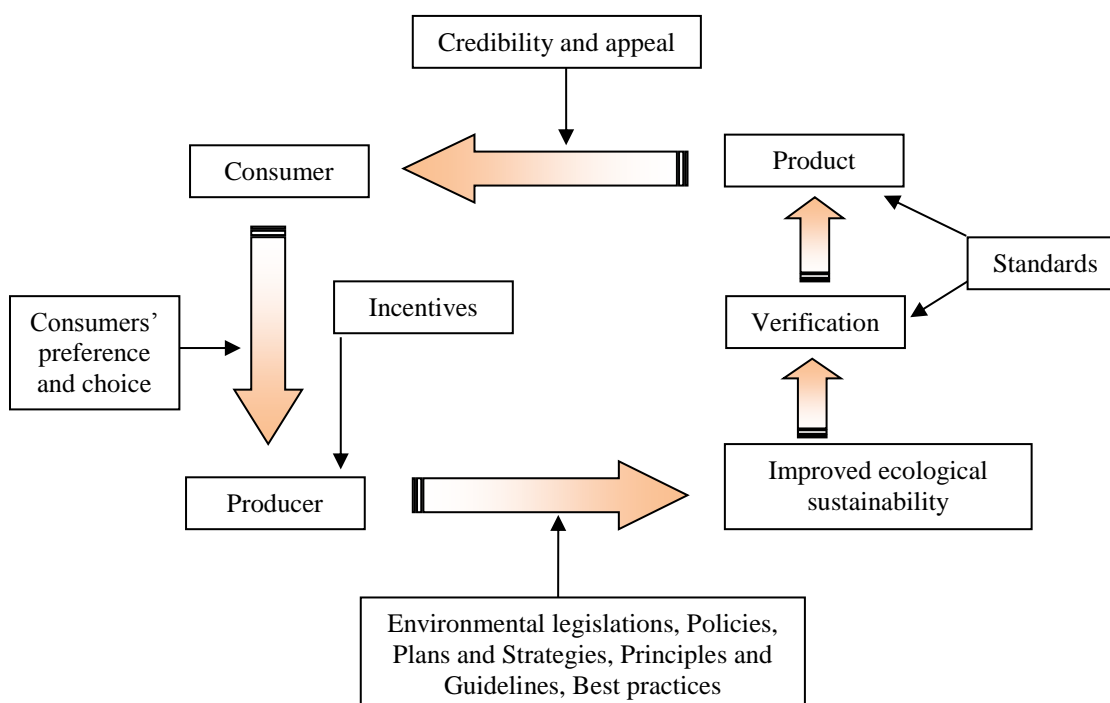 Credibility and appeal
Consumer
Product
Standards
Incentives
Verification
Consumers’
preference
and choice
Producer
Improved ecological
sustainability
Environmental legislations, Policies,
Plans and Strategies, Principles and
Guidelines, Best practices